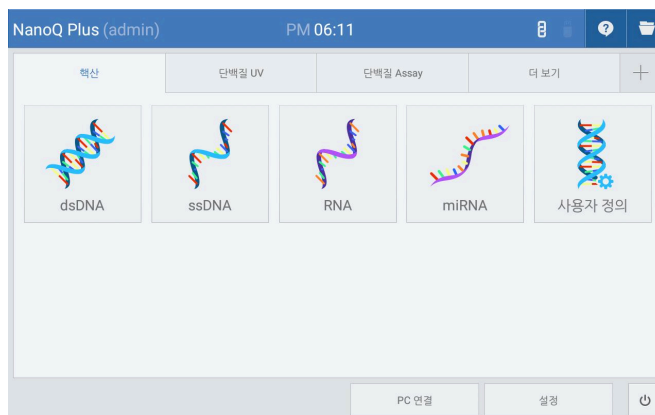 NanoQ Plus (admin) PM 06:11
핵산 단백질 UV 단백질 Assay 더 보기
dsDNA ssDNA RNA miRNA 사용자 정의
PC 연결 설정